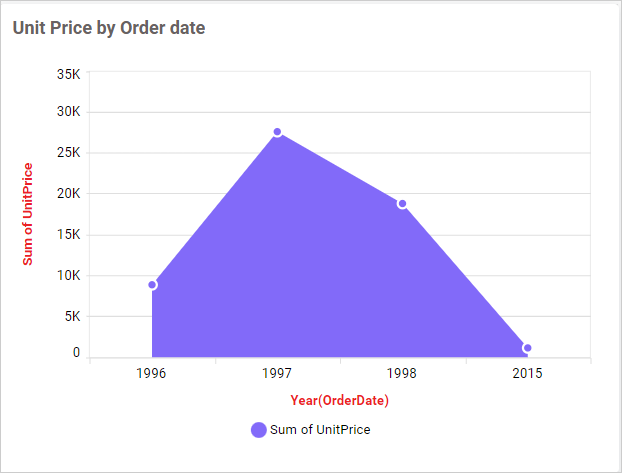 Unit Price by Order date
35K
30K
25K
20K
15K
10K
5K
0
Sum of UnitPrice
1996 1997 1998 2015
Year(OrderDate)
Sum of UnitPrice